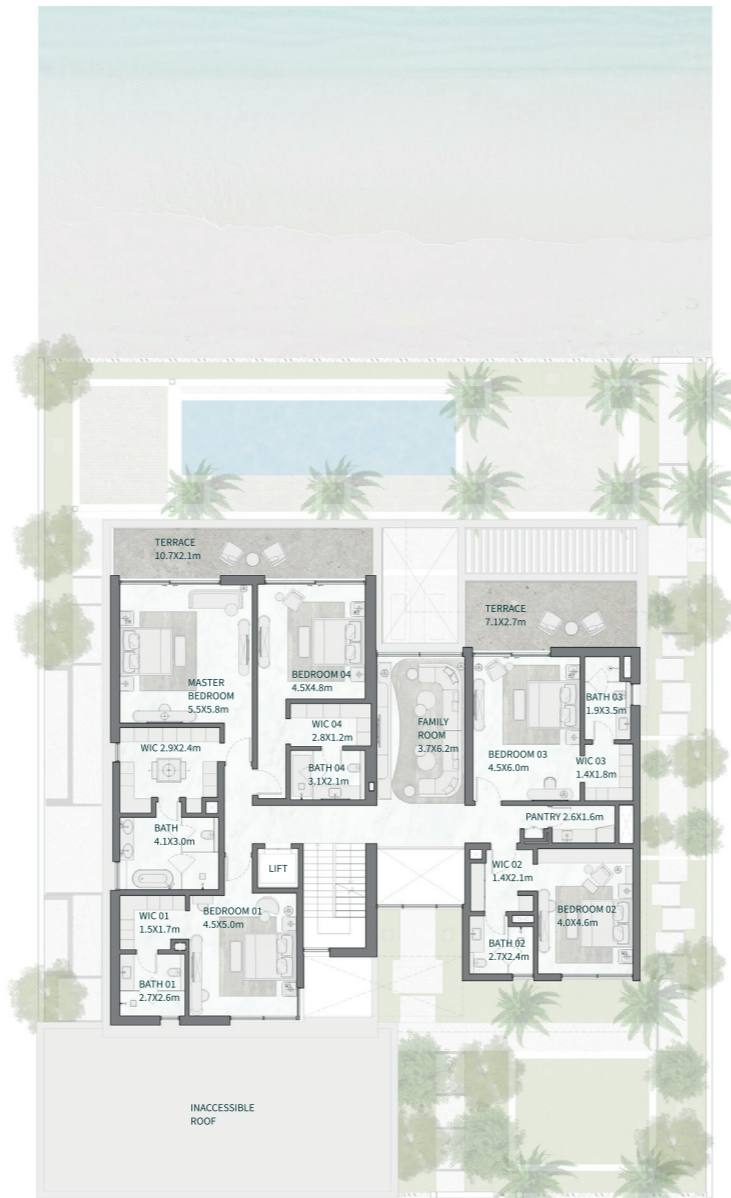 TERRACE
10.7X2.1m
TERRACE
7.1X2.7m
MASTER
BEDROOM
5.5X5.8m
BEDROOM 04
4.5X4.8m
BATH 03
1.9X3.5m
WIC 04
2.8X1.2m
FAMILY
ROOM
3.7X6.2m
WIC 2.9X2.4m
BEDROOM 03
4.5X6.0m
WIC 03
1.4X1.8m
BATH 04
3.1X2.1m
PANTRY 2.6X1.6m
BATH
4.1X3.0m
LIFT
WIC 02
1.4X2.1m
WIC 01
1.5X1.7m
BEDROOM 01
4.5X5.0m
BEDROOM 02
4.0X4.6m
BATH 02
2.7X2.4m
BATH 01
2.7X2.6m
INACCESSIBLE
ROOF